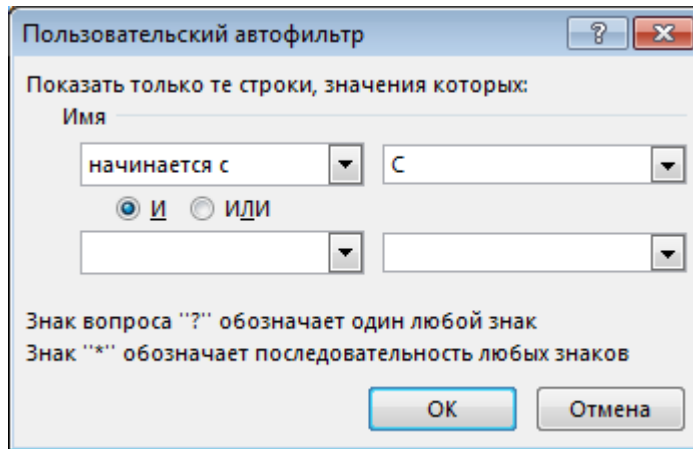 Пользовательский автофильтр
Показать только те строки, значения которых:
Имя
начинается с С
И ИЛИ
Знак вопроса "?" обозначает один любой знак
Знак "*" обозначает последовательность любых знаков
ОК Отмена